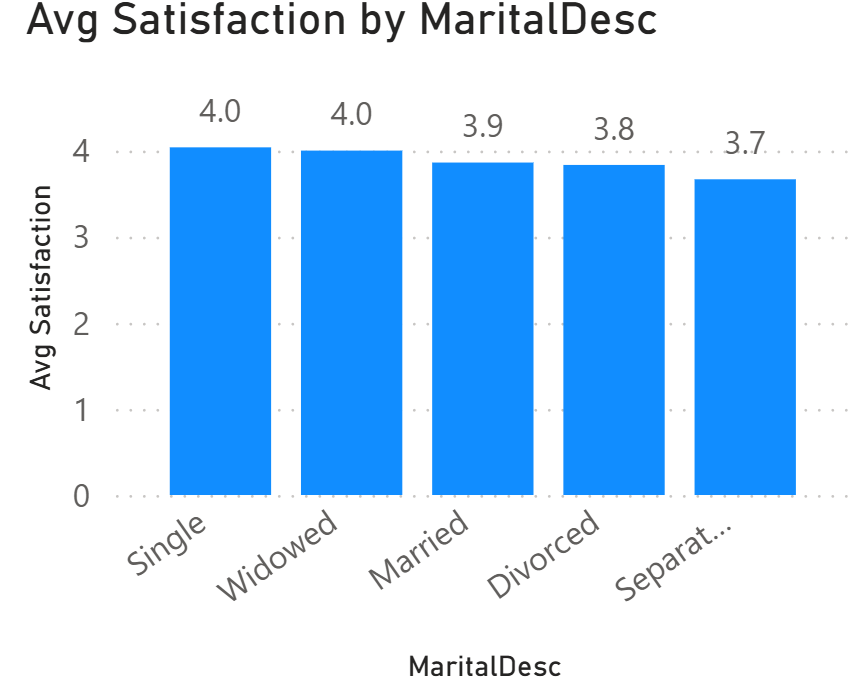 Avg Satisfaction by MaritalDesc
4.0
4.0
3.9
3.8
3.7
4
3
2
1
0
Avg Satisfaction
Single
Widowed
Married
Divorced
Separat...
MaritalDesc